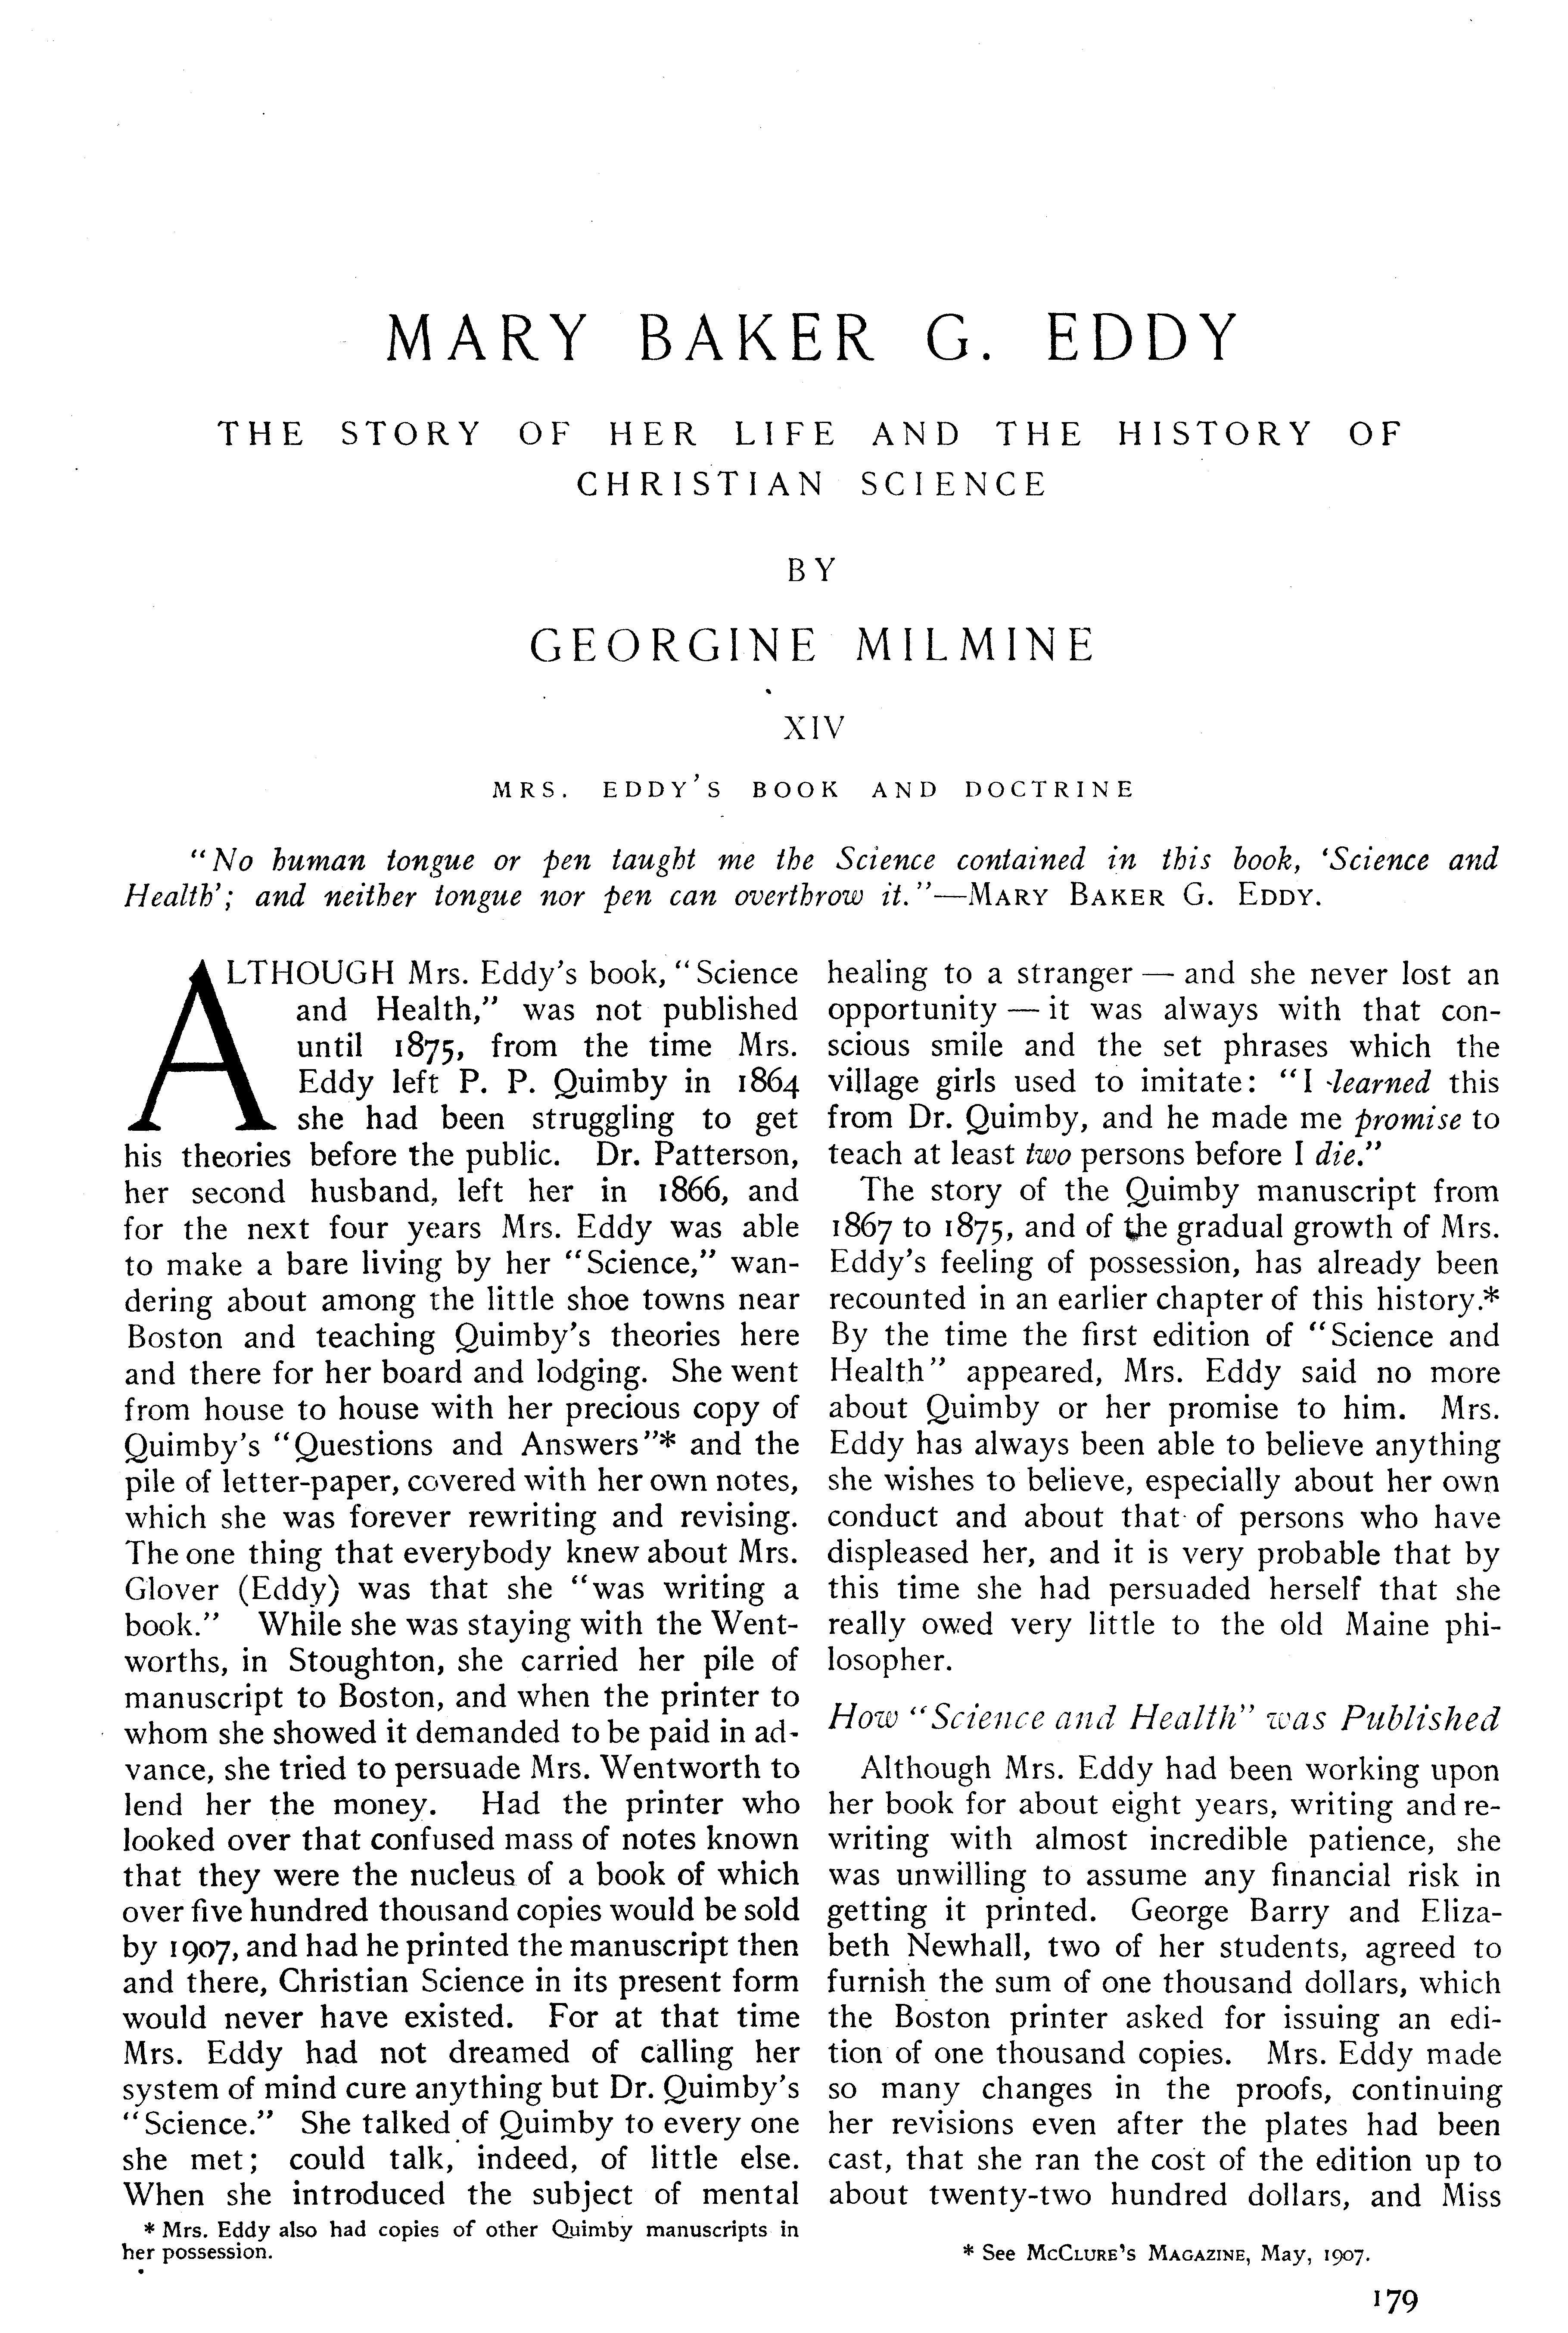 MARY BAKER G. EDDY
THE STORY OF HER LIFE AND THE HISTORY OF
CHRISTIAN SCIENCE
BY
GEORGINE MILMINE
XIV
MRS. EDDY'S BOOK AND DOCTRINE
"No human tongue or pen taught me the Science contained in this book, 'Science and
Health'; and neither tongue nor pen can overthrow it."—MARY BAKER G. EDDY.
ALTHOUGH Mrs. Eddy's book, "Science
and Health," was not published
until 1875, from the time Mrs.
Eddy left P. P. Quimby in 1864
she had been struggling to get
his theories before the public. Dr. Patterson,
her second husband, left her in 1866, and
for the next four years Mrs. Eddy was able
to make a bare living by her "Science," wan-
dering about among the little shoe towns near
Boston and teaching Quimby's theories here
and there for her board and lodging. She went
from house to house with her precious copy of
Quimby's "Questions and Answers"* and the
pile of letter-paper, covered with her own notes,
which she was forever rewriting and revising.
The one thing that everybody knew about Mrs.
Glover (Eddy) was that she "was writing a
book." While she was staying with the Went-
worths, in Stoughton, she carried her pile of
manuscript to Boston, and when the printer to
whom she showed it demanded to be paid in ad-
vance, she tried to persuade Mrs. Wentworth to
lend her the money. Had the printer who
looked over that confused mass of notes known
that they were the nucleus of a book of which
over five hundred thousand copies would be sold
by 1907, and had he printed the manuscript then
and there, Christian Science in its present form
would never have existed. For at that time
Mrs. Eddy had not dreamed of calling her
system of mind cure anything but Dr. Quimby's
"Science." She talked of Quimby to every one
she met; could talk, indeed, of little else.
When she introduced the subject of mental
* Mrs. Eddy also had copies of other Quimby manuscripts in
her possession.
healing to a stranger — and she never lost an
opportunity — it was always with that con-
scious smile and the set phrases which the
village girls used to imitate: "I learned this
from Dr. Quimby, and he made me promise to
teach at least two persons before I die."
The story of the Quimby manuscript from
1867 to 1875, and of the gradual growth of Mrs.
Eddy's feeling of possession, has already been
recounted in an earlier chapter of this history.*
By the time the first edition of "Science and
Health" appeared, Mrs. Eddy said no more
about Quimby or her promise to him. Mrs.
Eddy has always been able to believe anything
she wishes to believe, especially about her own
conduct and about that of persons who have
displeased her, and it is very probable that by
this time she had persuaded herself that she
really owed very little to the old Maine phi-
losopher.
How "Science and Health" was Published
Although Mrs. Eddy had been working upon
her book for about eight years, writing and re-
writing with almost incredible patience, she
was unwilling to assume any financial risk in
getting it printed. George Barry and Eliza-
beth Newhall, two of her students, agreed to
furnish the sum of one thousand dollars, which
the Boston printer asked for issuing an edi-
tion of one thousand copies. Mrs. Eddy made
so many changes in the proofs, continuing
her revisions even after the plates had been
cast, that she ran the cost of the edition up to
about twenty-two hundred dollars, and Miss
* See MCCLURE'S MAGAZINE, May, 1907.
179